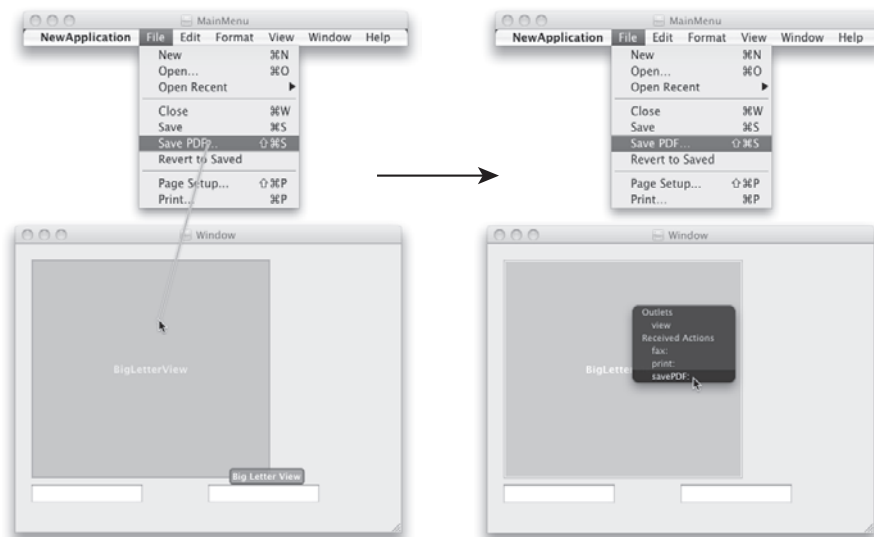 MainMenu
NewApplication File Edit Format View Window Help
New ⌘N
Open... ⌘O
Open Recent ▶
Close ⌘W
Save ⌘S
Save PDF... ⇧⌘S
Revert to Saved
Page Setup... ⇧⌘P
Print... ⌘P
Window
BigLetterView
Big Letter View
MainMenu
NewApplication File Edit Format View Window Help
New ⌘N
Open... ⌘O
Open Recent ▶
Close ⌘W
Save ⌘S
Save PDF... ⇧⌘S
Revert to Saved
Page Setup... ⇧⌘P
Print... ⌘P
Window
Outlets
view
Received Actions
fax:
print:
BigLette
savePDF: